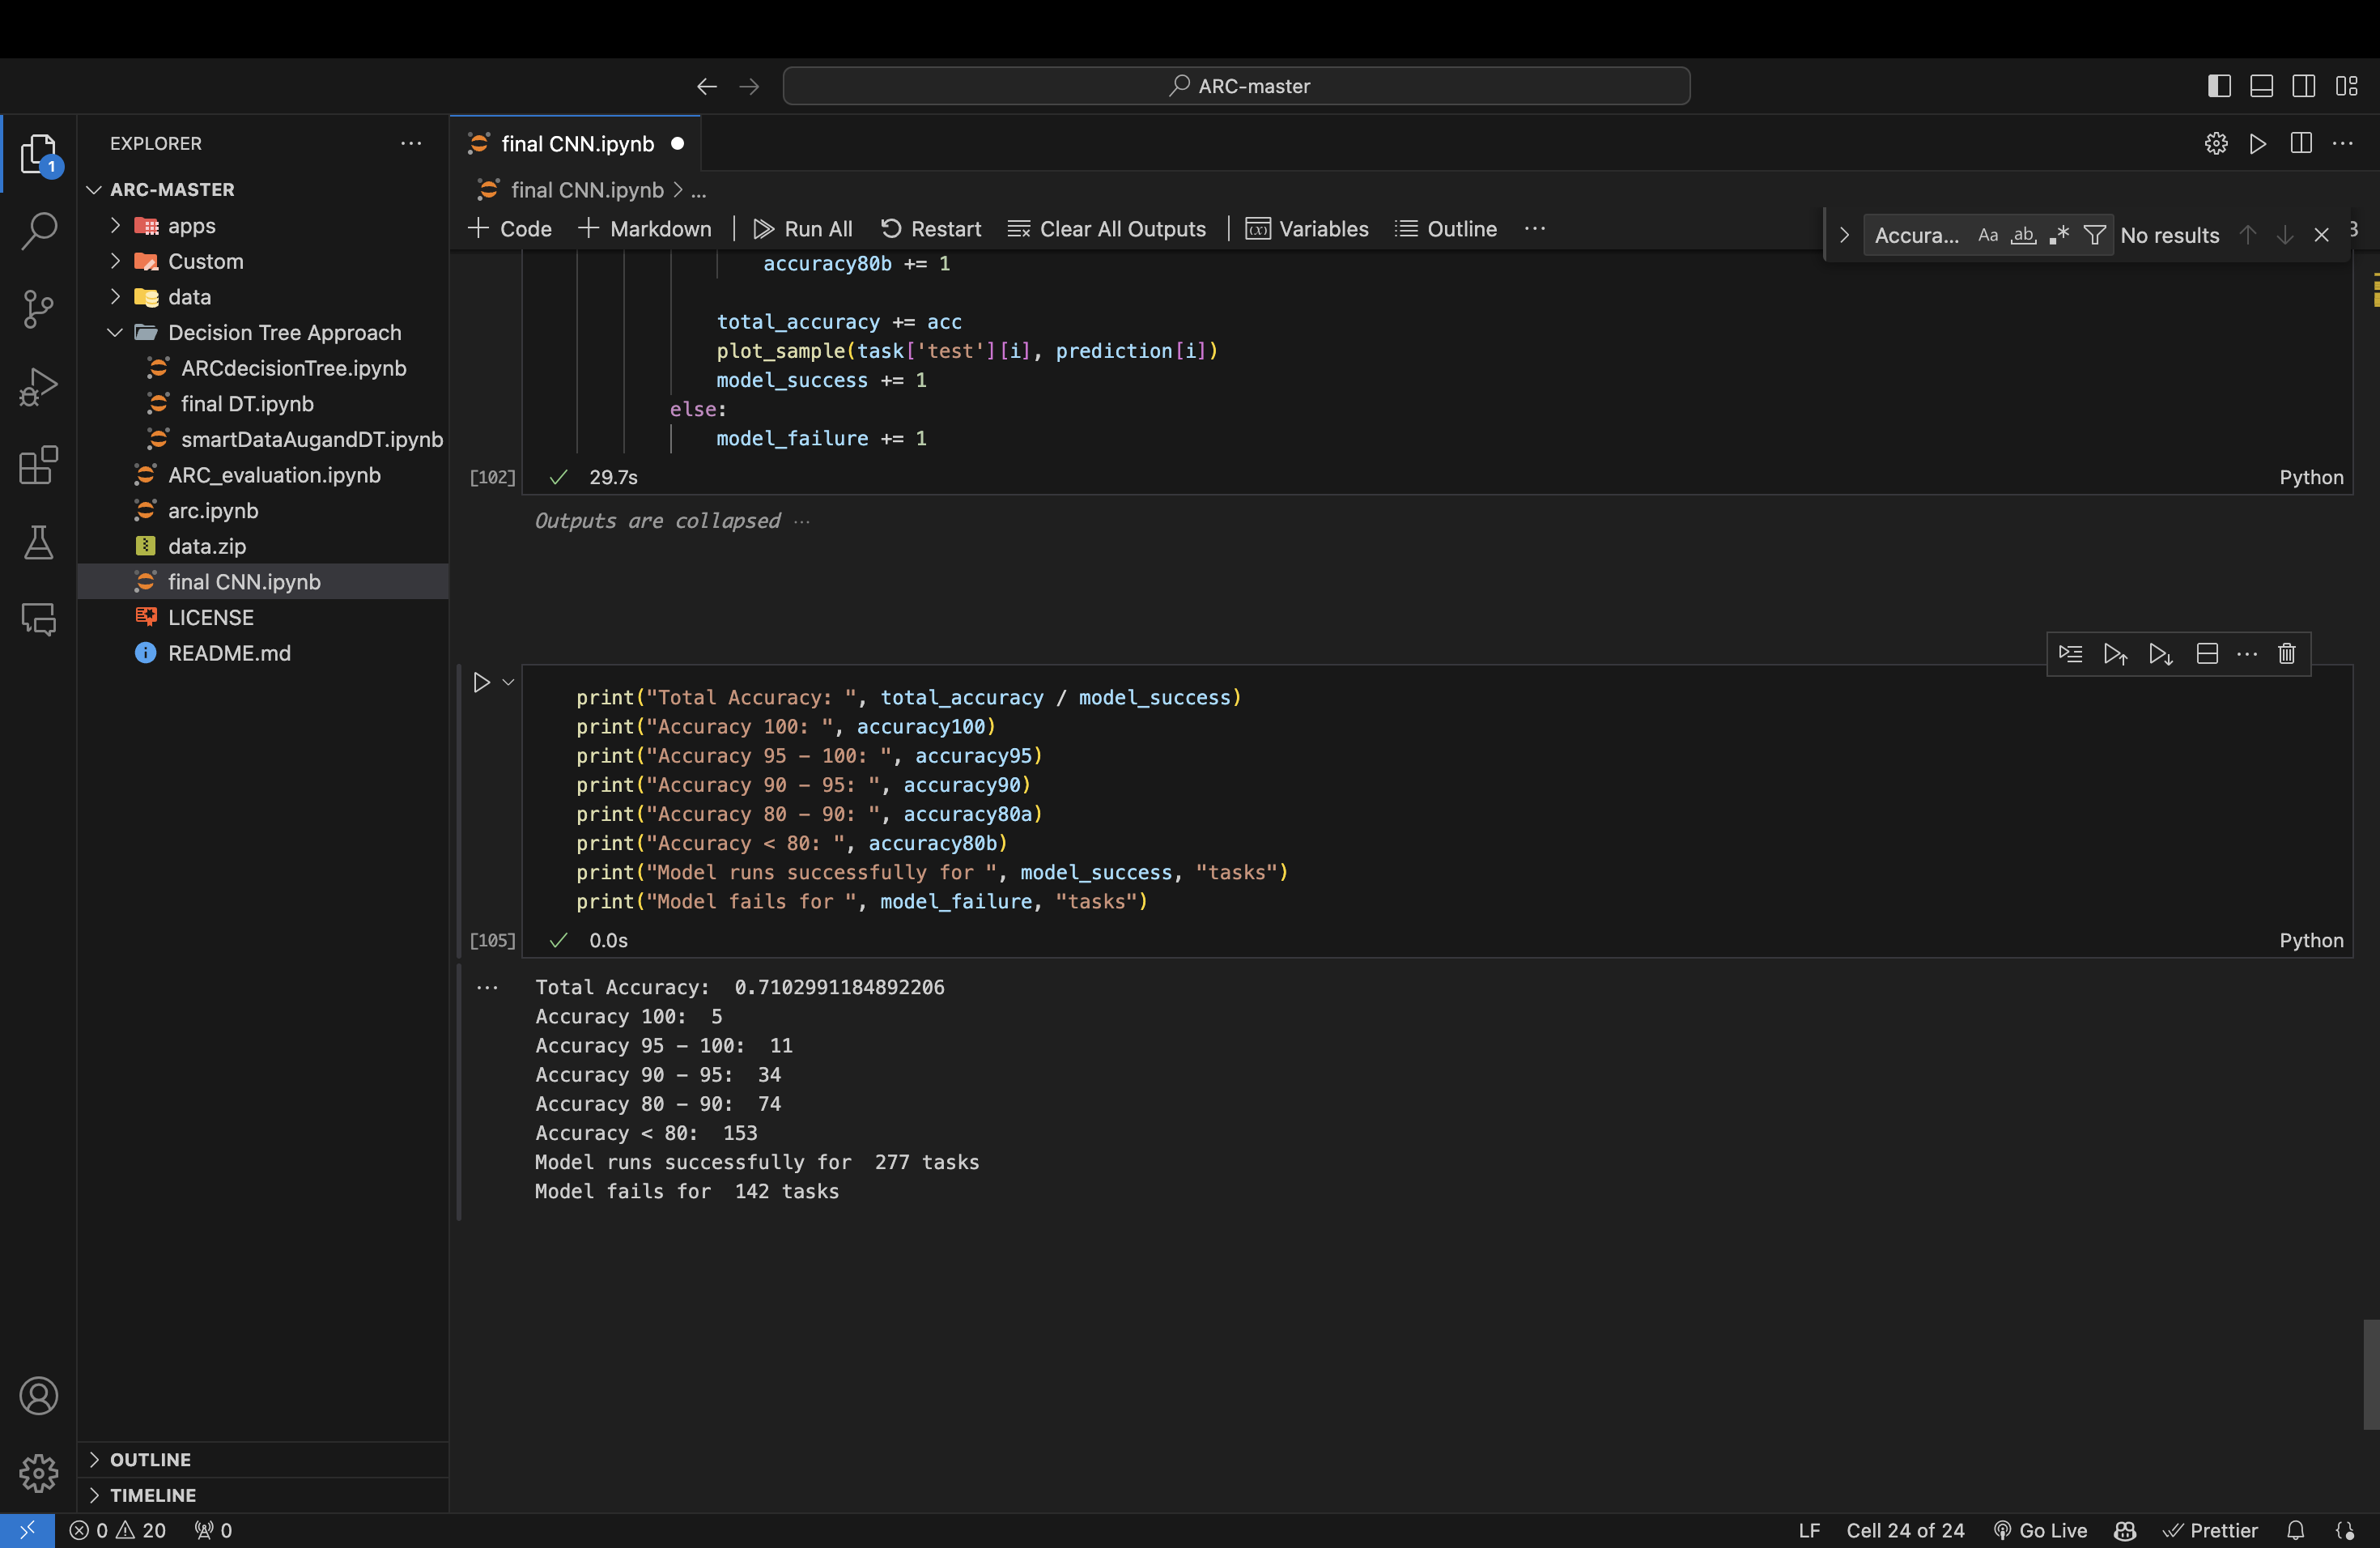 ARC-master
EXPLORER
final CNN.ipynb
1
ARC-MASTER
apps
Custom
data
Decision Tree Approach
ARCdecisionTree.ipynb
final DT.ipynb
smartDataAugandDT.ipynb
ARC_evaluation.ipynb
arc.ipynb
data.zip
final CNN.ipynb
LICENSE
README.md
OUTLINE
TIMELINE
final CNN.ipynb > ...
+ Code + Markdown Run All Restart Clear All Outputs Variables Outline ...
Accura... Aa ab .* No results
accuracy80b += 1
total_accuracy += acc
plot_sample(task['test'][i], prediction[i])
model_success += 1
else:
model_failure += 1
[102] 29.7s Python
Outputs are collapsed ...
print("Total Accuracy: ", total_accuracy / model_success)
print("Accuracy 100: ", accuracy100)
print("Accuracy 95 - 100: ", accuracy95)
print("Accuracy 90 - 95: ", accuracy90)
print("Accuracy 80 - 90: ", accuracy80a)
print("Accuracy < 80: ", accuracy80b)
print("Model runs successfully for ", model_success, "tasks")
print("Model fails for ", model_failure, "tasks")
[105] 0.0s Python
Total Accuracy:  0.7102991184892206
Accuracy 100:  5
Accuracy 95 - 100:  11
Accuracy 90 - 95:  34
Accuracy 80 - 90:  74
Accuracy < 80:  153
Model runs successfully for  277 tasks
Model fails for  142 tasks
0 20 0 LF Cell 24 of 24 Go Live Prettier